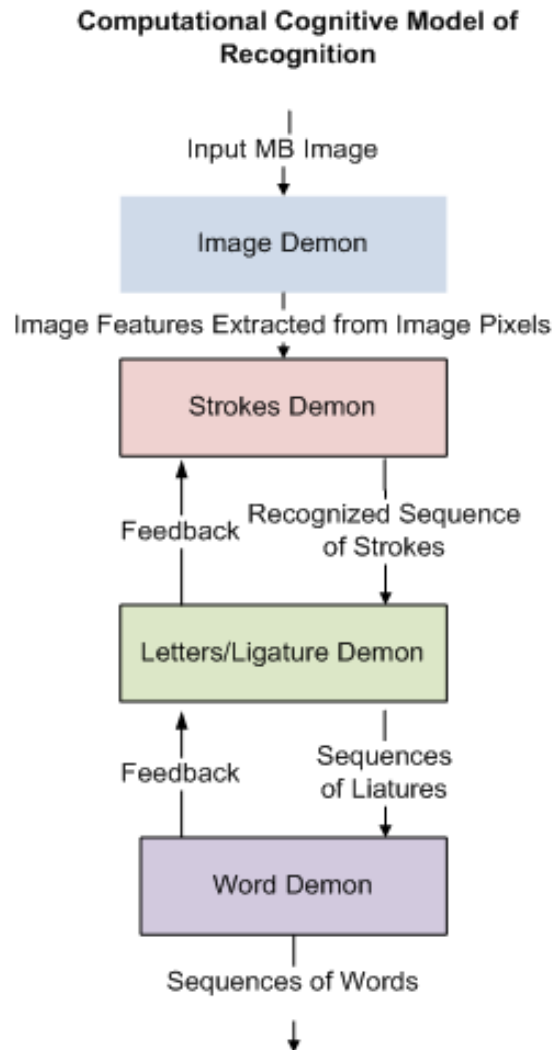 Computational Cognitive Model of
Recognition
Input MB Image
Image Demon
Image Features Extracted from Image Pixels
Strokes Demon
Feedback
Recognized Sequence
of Strokes
Letters/Ligature Demon
Feedback
Sequences
of Liatures
Word Demon
Sequences of Words